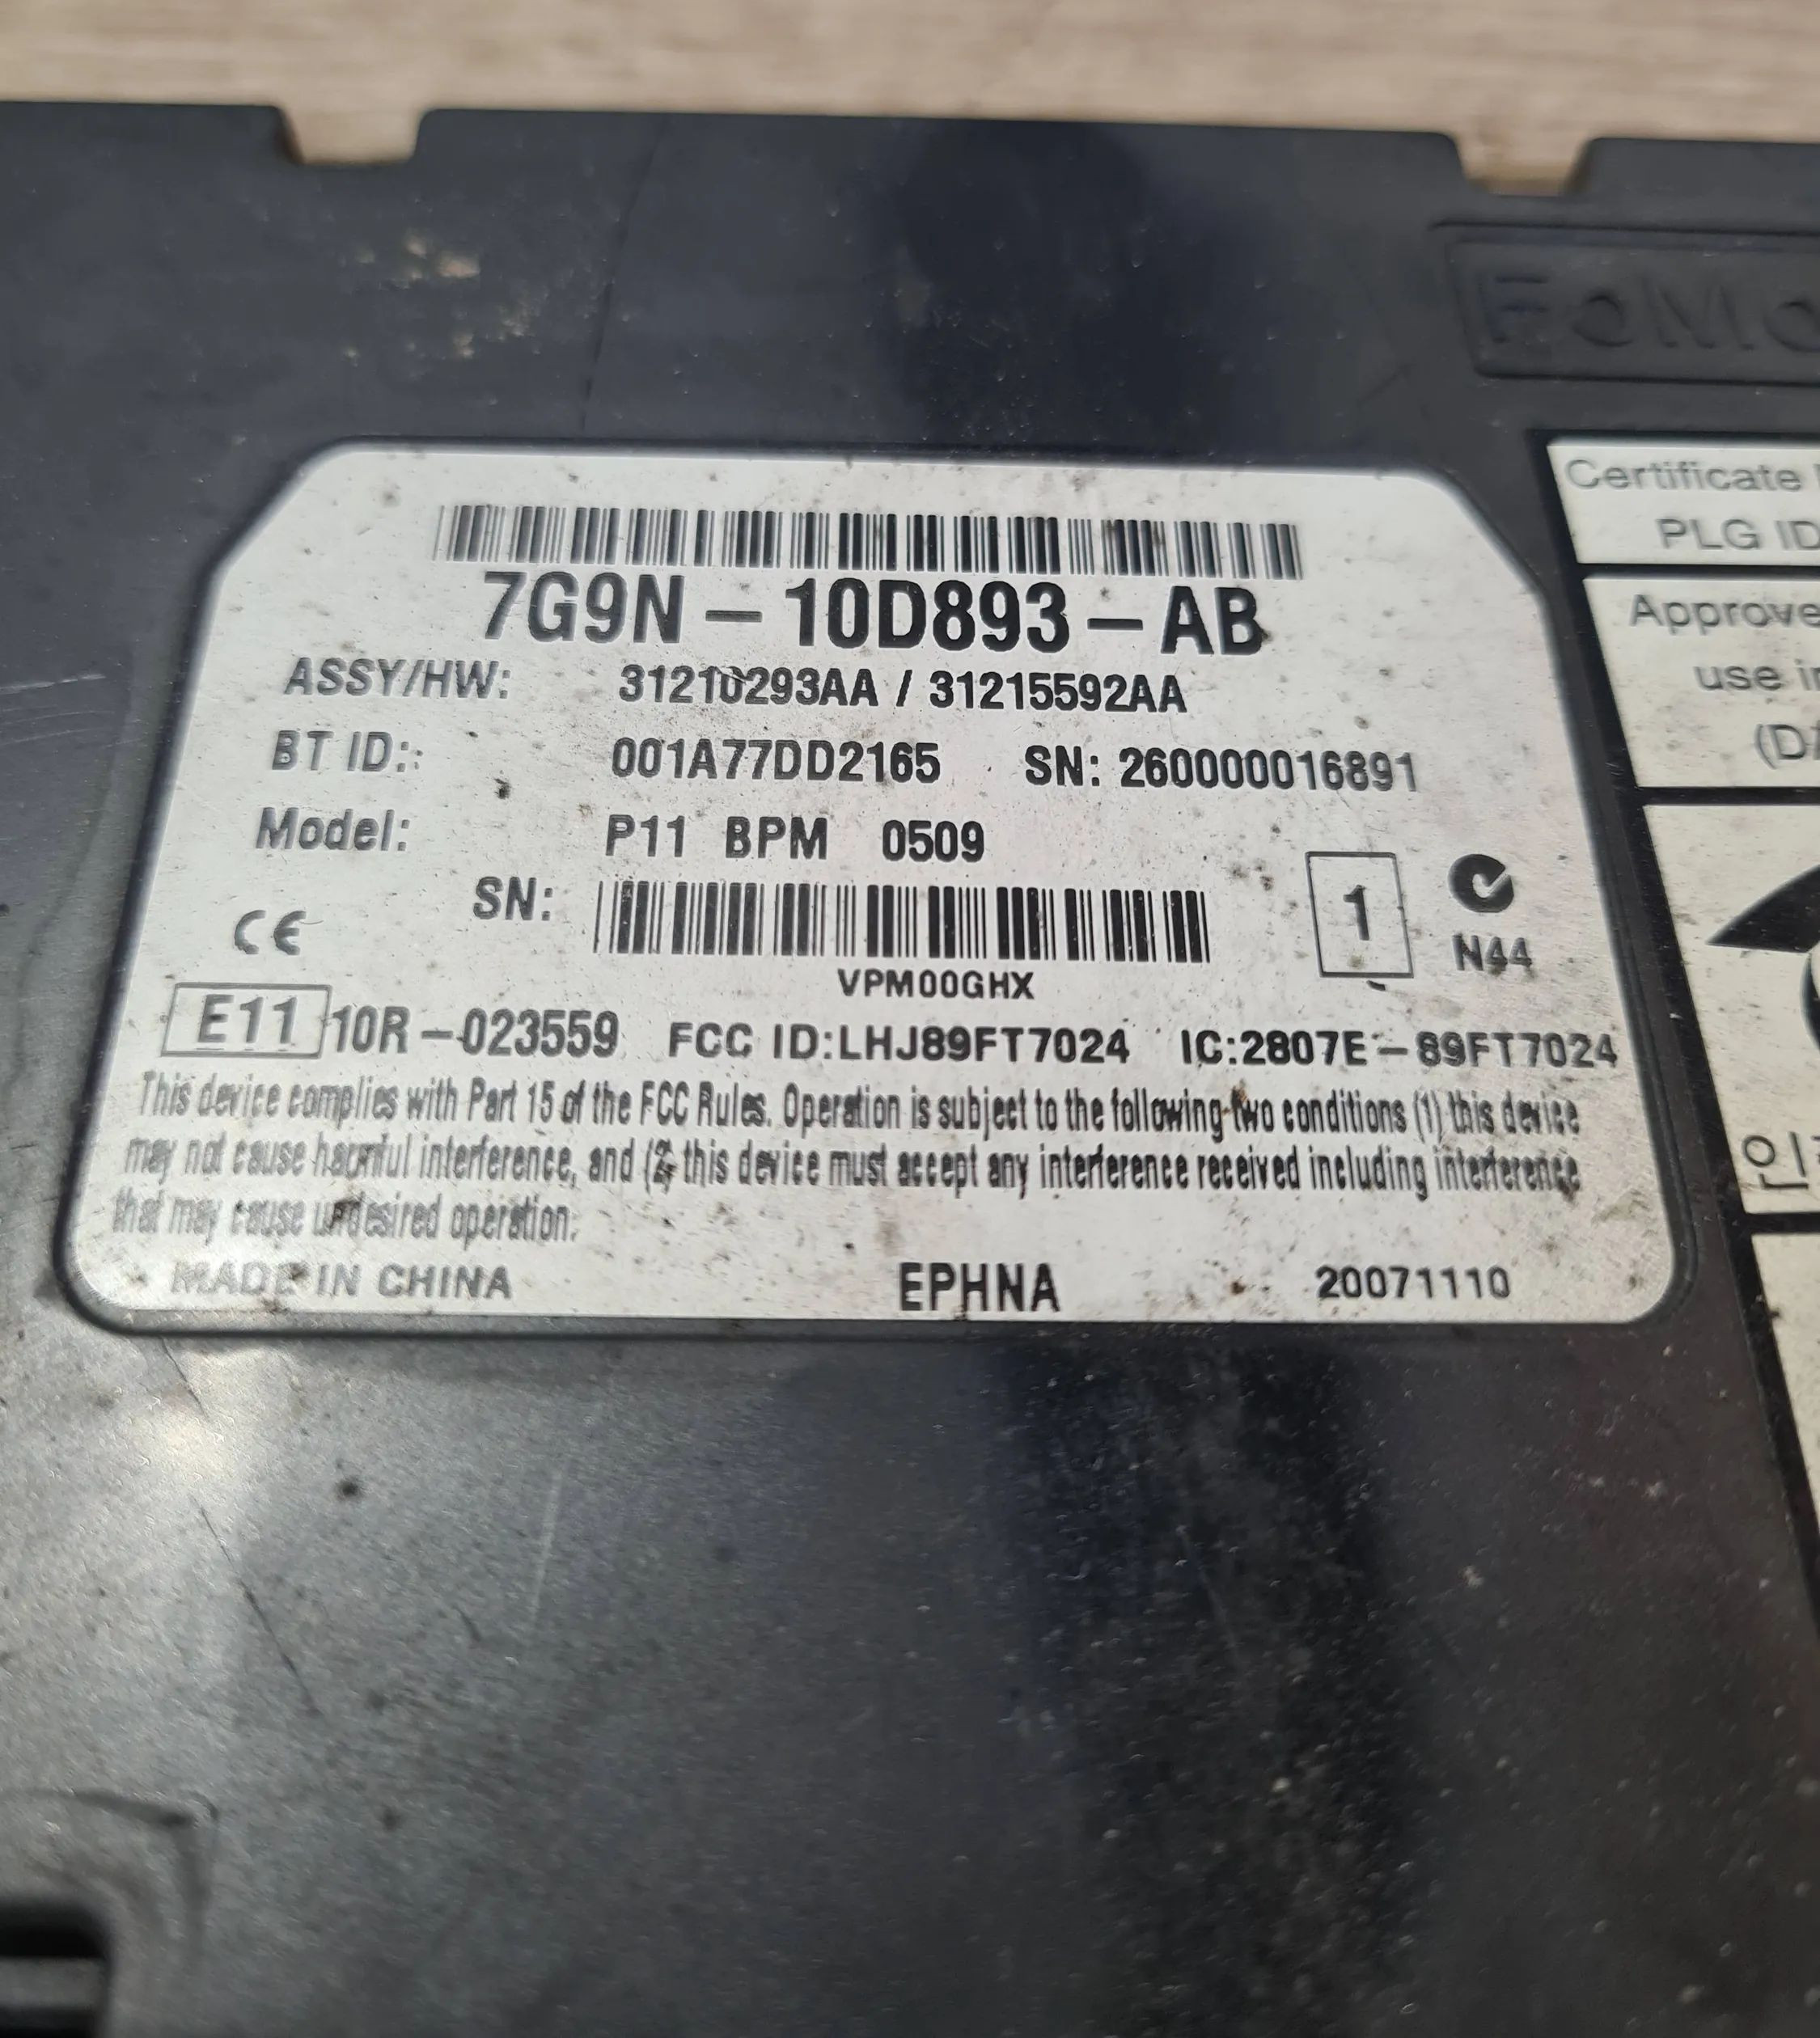 FoMo
7G9N-10D893-AB
ASSY/HW: 31210293AA / 31215592AA
BT ID: 001A77DD2165 SN: 260000016891
Model: P11 BPM 0509
SN:
1
CE
N44
VPM00GHX
E11 10R-023559 FCC ID:LHJ89FT7024 IC:2807E-89FT7024
This device complies with Part 15 of the FCC Rules. Operation is subject to the following two conditions (1) this device
may not cause harmful interference, and (2) this device must accept any interference received including interference
that may cause undesired operation.
MADE IN CHINA EPHNA 20071110
Certificate
PLG ID
Approve
use in
(DA
인